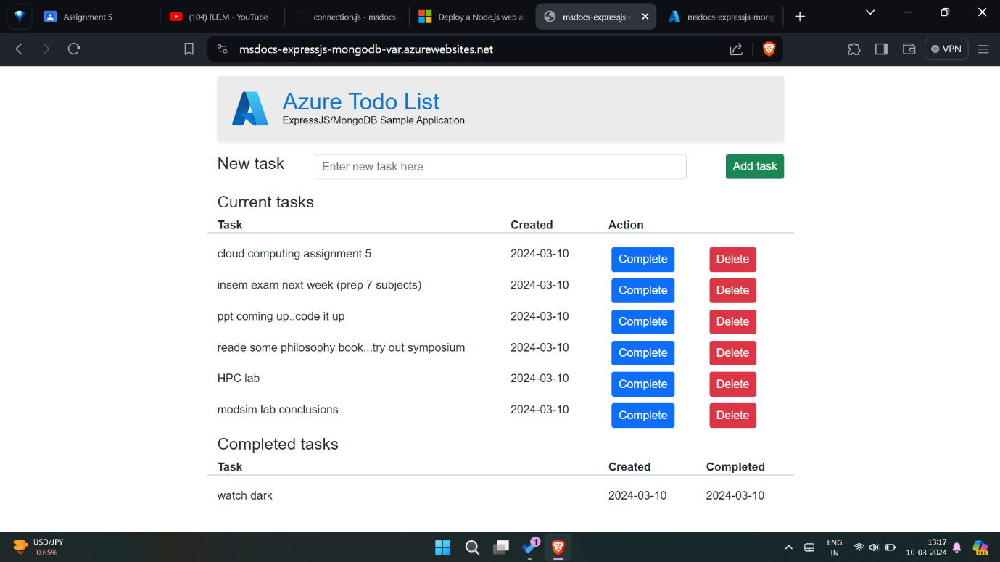 Assignment 5
(104) R.E.M - YouTube
connection.js - msdocs-
Deploy a Node.js web ap
msdocs-expressjs-
msdocs-expressjs-mong
msdocs-expressjs-mongodb-var.azurewebsites.net
VPN
Azure Todo List
ExpressJS/MongoDB Sample Application
New task
Enter new task here
Add task
Current tasks
Task Created Action
cloud computing assignment 5 2024-03-10 Complete Delete
insem exam next week (prep 7 subjects) 2024-03-10 Complete Delete
ppt coming up..code it up 2024-03-10 Complete Delete
reade some philosophy book...try out symposium 2024-03-10 Complete Delete
HPC lab 2024-03-10 Complete Delete
modsim lab conclusions 2024-03-10 Complete Delete
Completed tasks
Task Created Completed
watch dark 2024-03-10 2024-03-10
USD/JPY
-0.65%
1
ENG
IN
13:17
10-03-2024
PRE